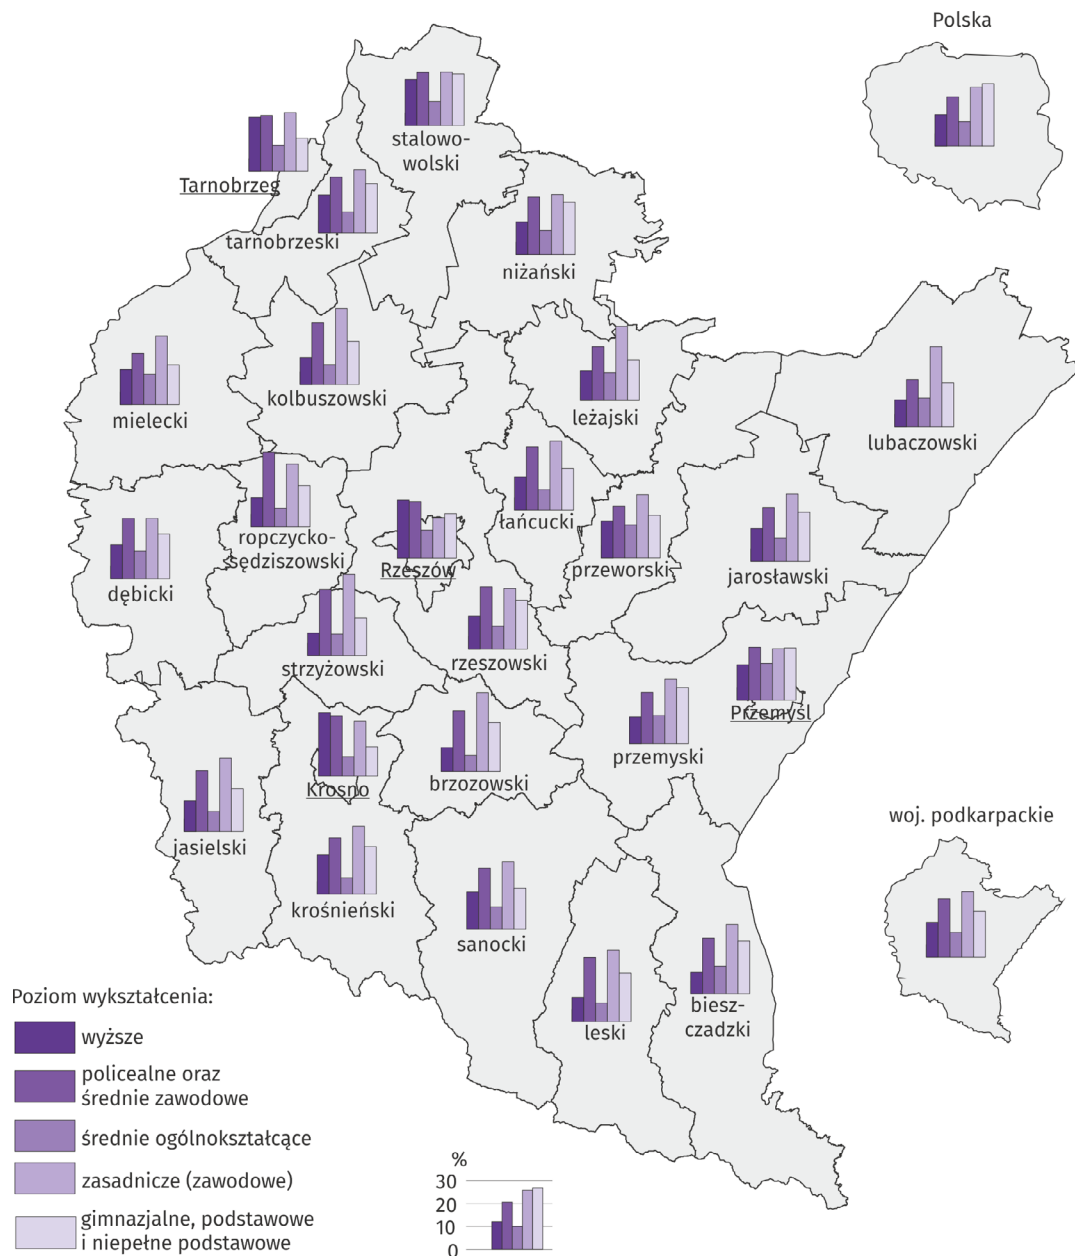 Polska
stalowo-
wolski
Tarnobrzeg
tarnobrzeski
niżański
mielecki
kolbuszowski
leżajski
lubaczowski
ropczycko-
sędziszowski
łańcucki
Rzeszów
przeworski
jarosławski
dębicki
strzyżowski
rzeszowski
Przemyśl
przemyski
Krosno
brzozowski
jasielski
woj. podkarpackie
krośnieński
sanocki
leski
biesz-
czadzki
Poziom wykształcenia:
wyższe
policealne oraz
średnie zawodowe
średnie ogólnokształcące
zasadnicze (zawodowe)
gimnazjalne, podstawowe
i niepełne podstawowe
%
30
20
10
0